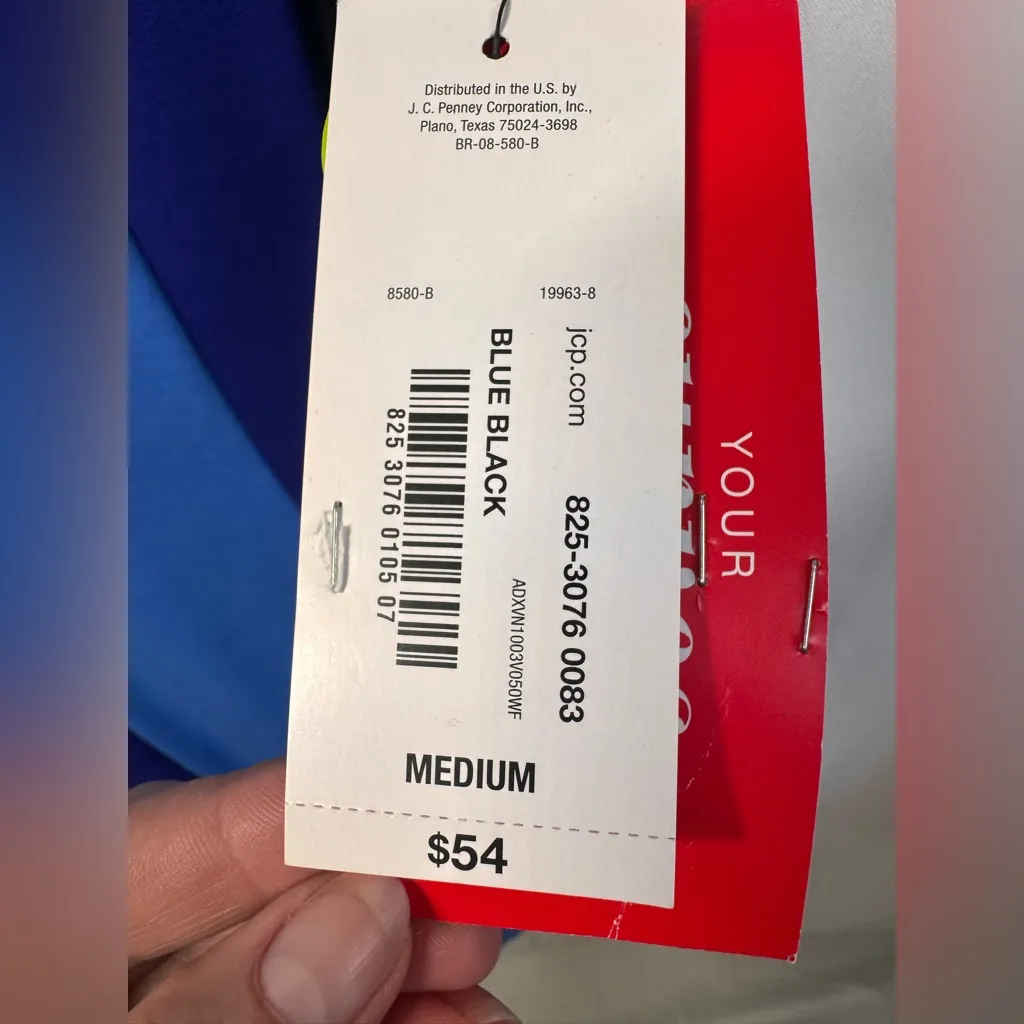 Distributed in the U.S. by
J. C. Penney Corporation, Inc.,
Plano, Texas 75024-3698
BR-08-580-B
8580-B 19963-8
jcp.com 825-3076 0083
BLUE BLACK ADXVN1003V050WF
825 3076 0105 07
MEDIUM
$54
YOUR